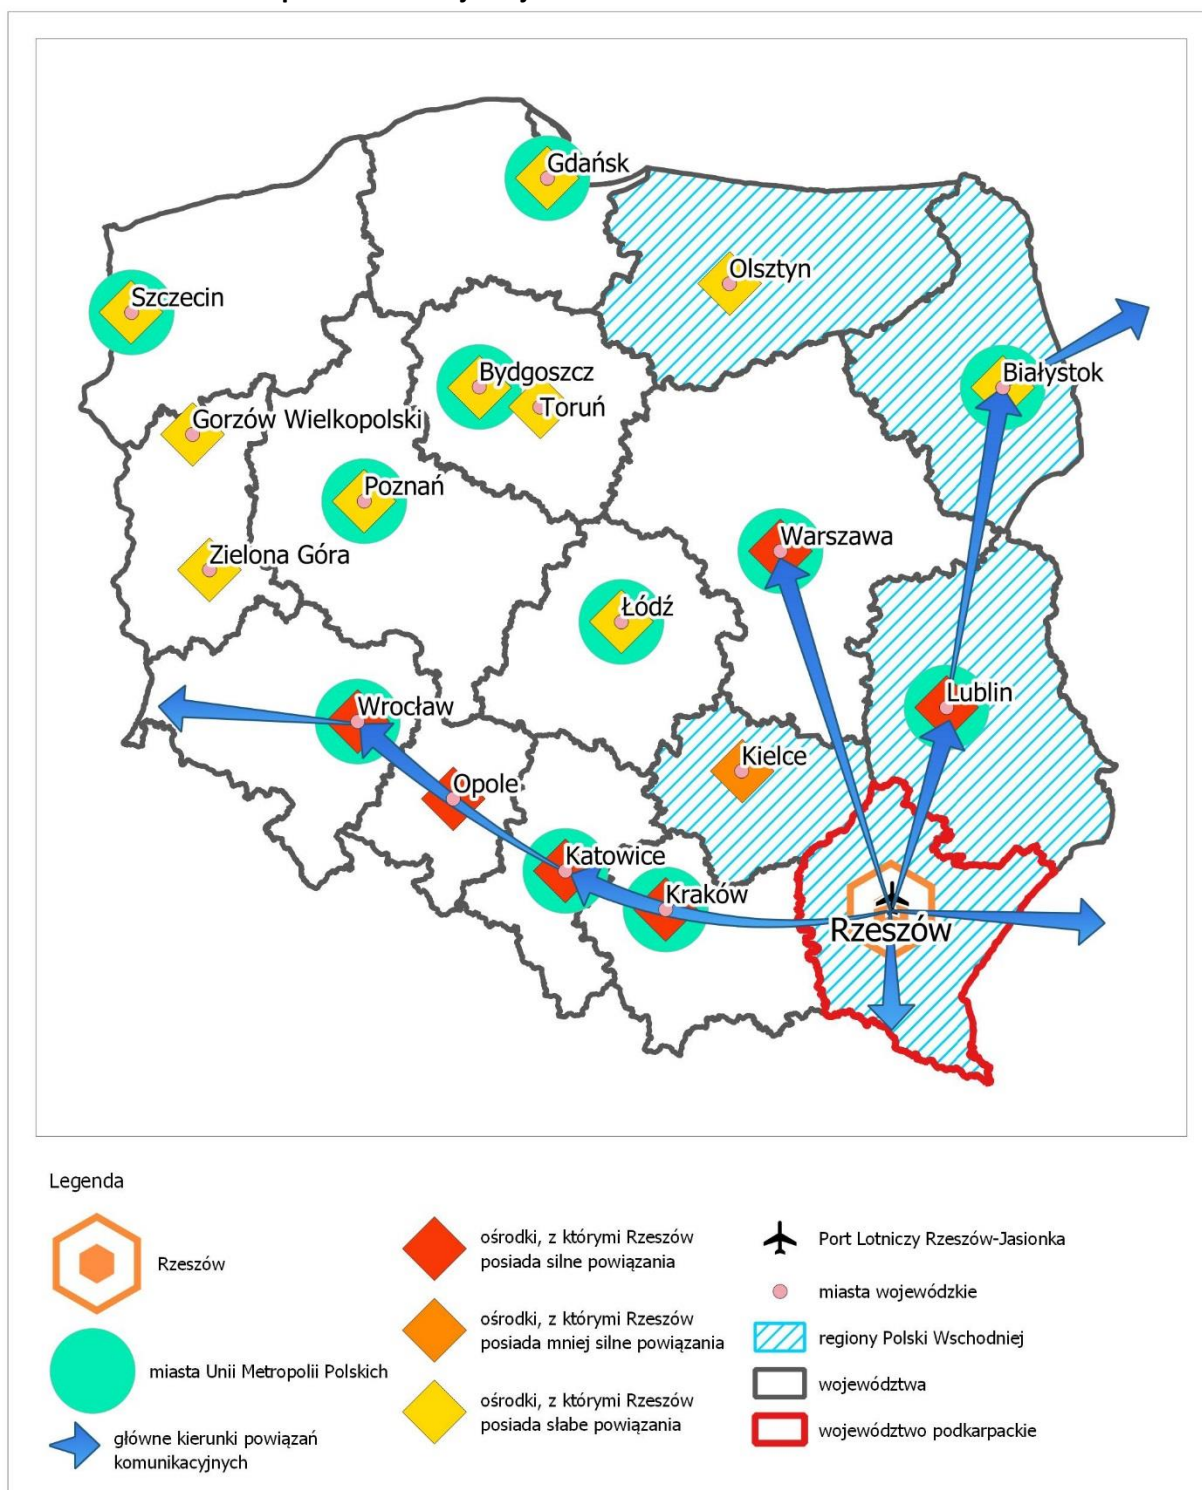 Gdańsk
Olsztyn
Szczecin
Bydgoszcz
Białystok
Toruń
Gorzów Wielkopolski
Poznań
Warszawa
Zielona Góra
Łódź
Lublin
Wrocław
Kielce
Opole
Katowice
Kraków
Rzeszów
Legenda
Rzeszów
miasta Unii Metropolii Polskich
główne kierunki powiązań
komunikacyjnych
ośrodki, z którymi Rzeszów
posiada silne powiązania
ośrodki, z którymi Rzeszów
posiada mniej silne powiązania
ośrodki, z którymi Rzeszów
posiada słabe powiązania
Port Lotniczy Rzeszów-Jasionka
miasta wojewódzkie
regiony Polski Wschodniej
województwa
województwo podkarpackie